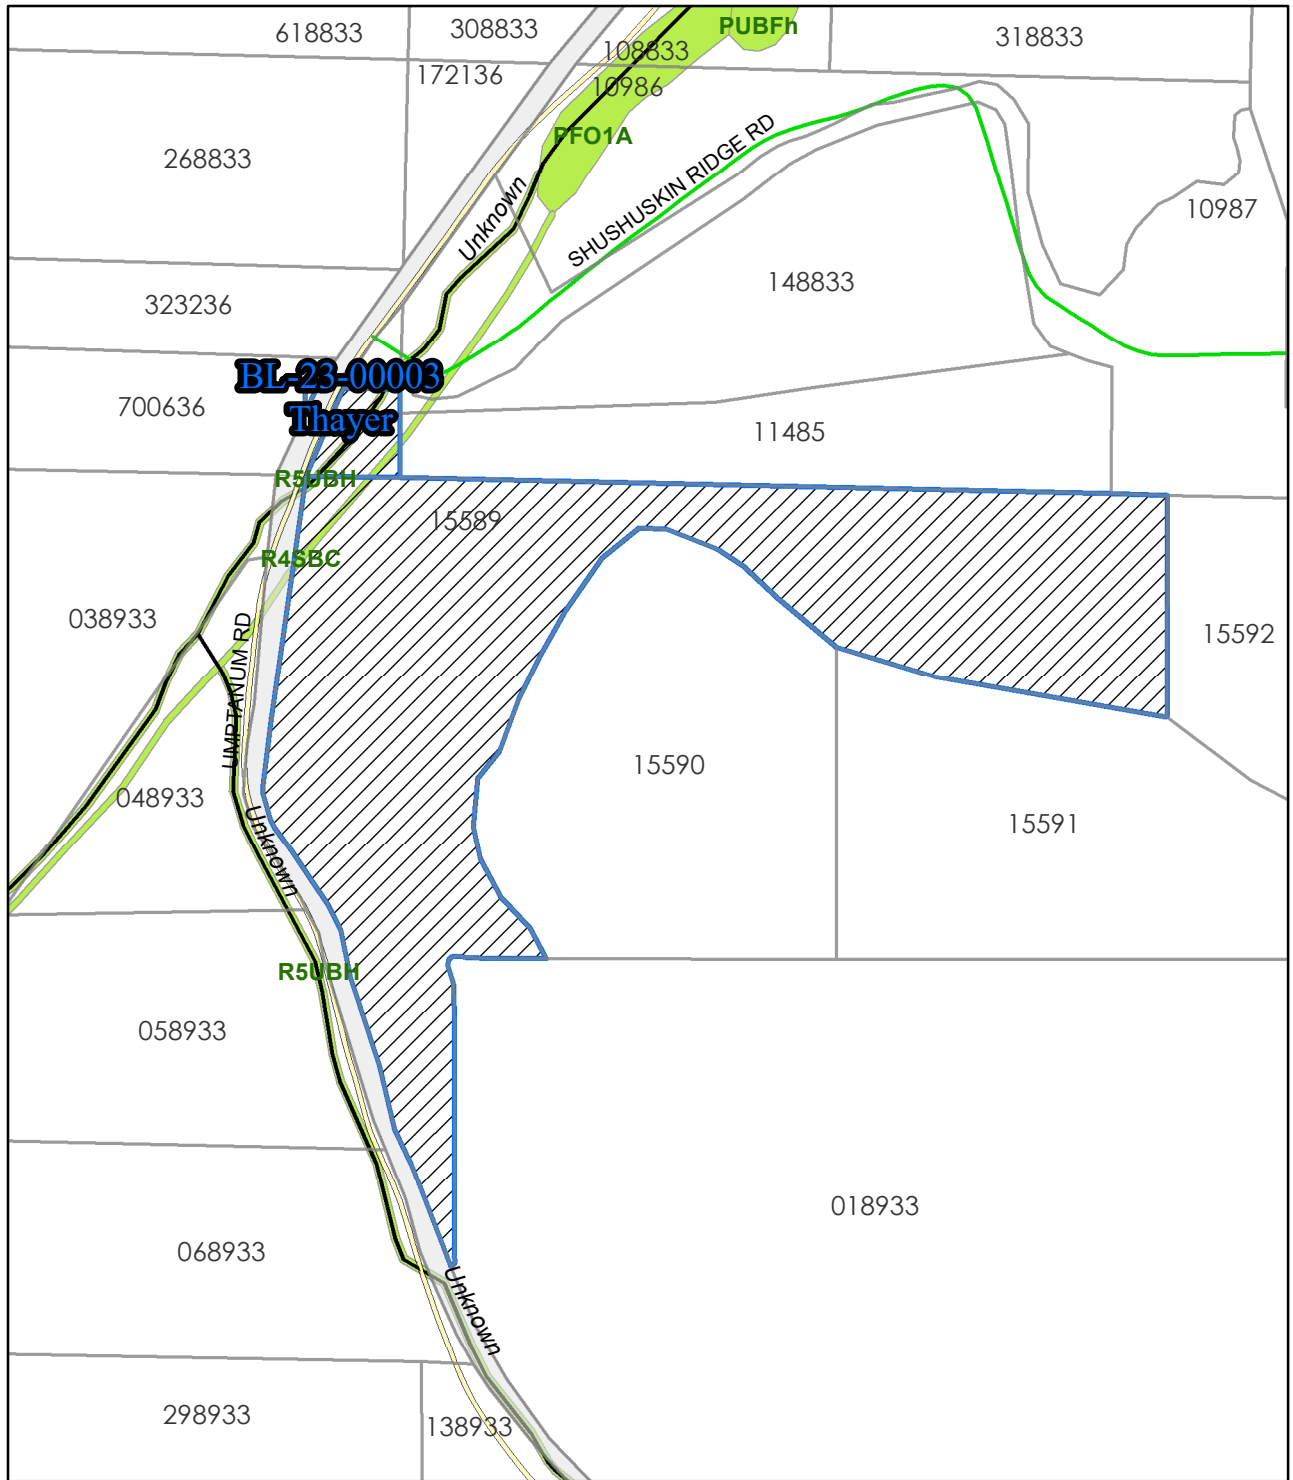 618833
308833
PUBFh
318833
108833
172136
10986
PFO1A
268833
SHUSHUSKIN RIDGE RD
Unknown
10987
148833
323236
BL-23-00003
Thayer
700636
11485
R5UBH
15589
R4SBC
038933
15592
UMPTANUM RD
15590
048933
15591
Unknown
R5UBH
058933
018933
068933
Unknown
298933
138933